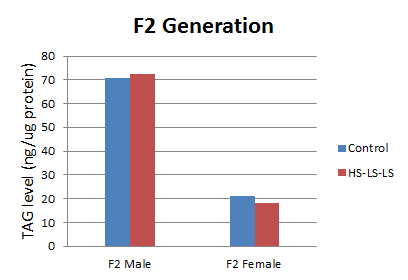 F2 Generation
TAG level (ng/ug protein)
80
70
60
50
40
30
20
10
0
F2 Male
F2 Female
Control
HS-LS-LS